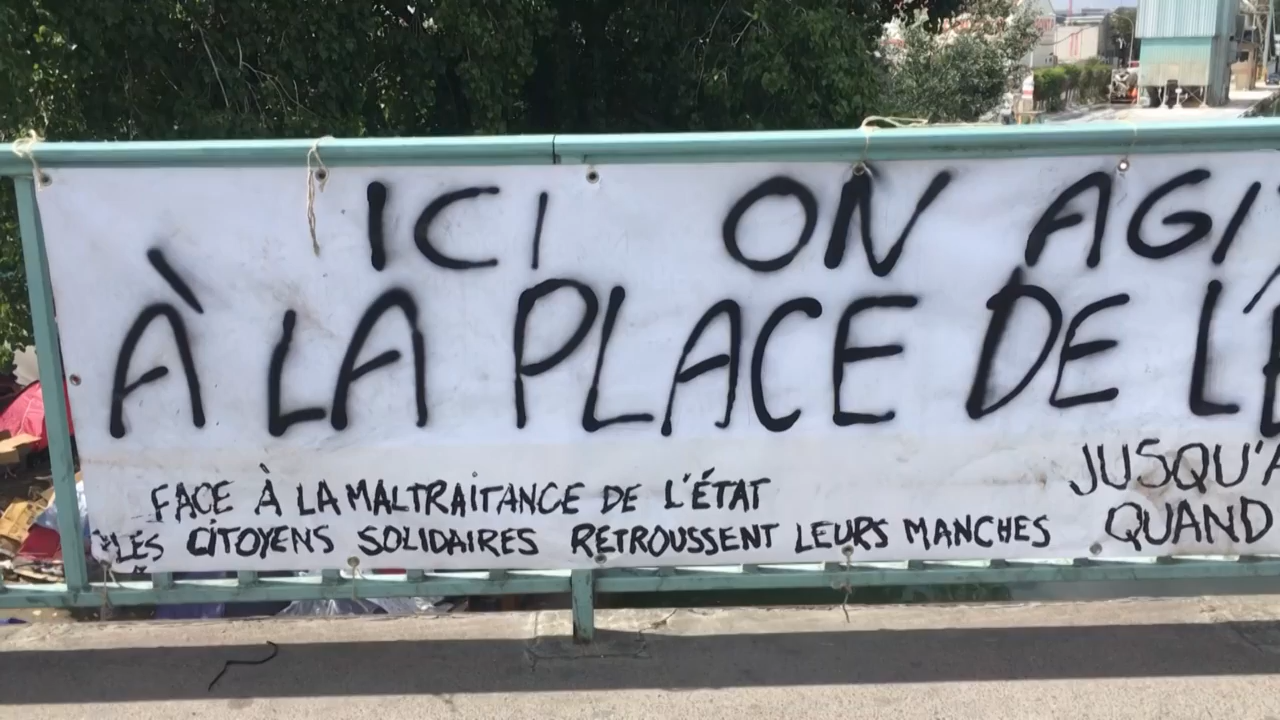 ICI ON AGI
À LA PLACE DE L'
FACE À LA MALTRAITANCE DE L'ÉTAT
LES CITOYENS SOLIDAIRES RETROUSSENT LEURS MANCHES
JUSQU'À
QUAND